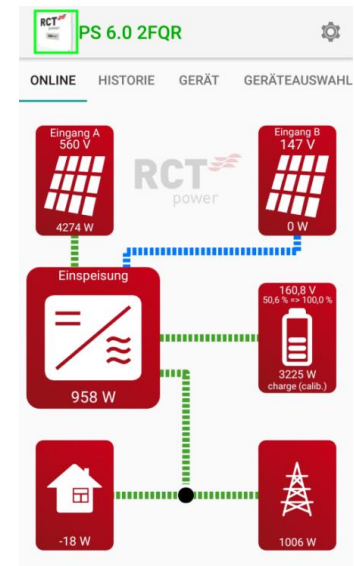 RCT
power
PS 6.0 2FQR
ONLINE
HISTORIE
GERÄT
GERÄTEAUSWAHL
Eingang A
560 V
4274 W
RCT
power
Eingang B
147 V
0 W
Einspeisung
958 W
160,8 V
50,6 % => 100,0 %
3225 W
charge (calib.)
-18 W
1006 W